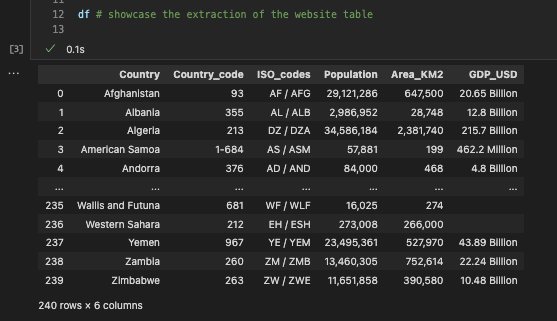 11
12 df # showcase the extraction of the website table
13
[3] ✓ 0.1s
... Country Country_code ISO_codes Population Area_KM2 GDP_USD
0 Afghanistan 93 AF / AFG 29,121,286 647,500 20.65 Billion
1 Albania 355 AL / ALB 2,986,952 28,748 12.8 Billion
2 Algeria 213 DZ / DZA 34,586,184 2,381,740 215.7 Billion
3 American Samoa 1-684 AS / ASM 57,881 199 462.2 Million
4 Andorra 376 AD / AND 84,000 468 4.8 Billion
... ... ... ... ... ... ...
235 Wallis and Futuna 681 WF / WLF 16,025 274
236 Western Sahara 212 EH / ESH 273,008 266,000
237 Yemen 967 YE / YEM 23,495,361 527,970 43.89 Billion
238 Zambia 260 ZM / ZMB 13,460,305 752,614 22.24 Billion
239 Zimbabwe 263 ZW / ZWE 11,651,858 390,580 10.48 Billion
240 rows × 6 columns